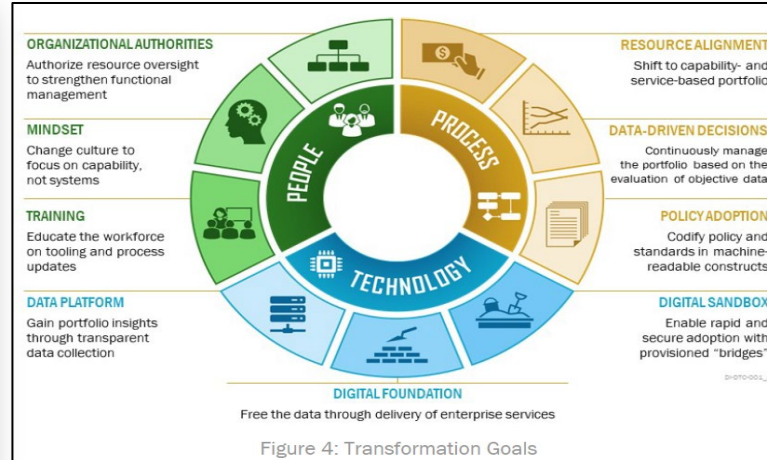 ORGANIZATIONAL AUTHORITIES
Authorize resource oversight
to strengthen functional
management
MINDSET
Change culture to
focus on capability,
not systems
TRAINING
Educate the workforce
on tooling and process
updates
DATA PLATFORM
Gain portfolio insights
through transparent
data collection
PEOPLE
PROCESS
TECHNOLOGY
$
RESOURCE ALIGNMENT
Shift to capability- and
service-based portfolio
DATA-DRIVEN DECISIONS
Continuously manage
the portfolio based on the
evaluation of objective data
POLICY ADOPTION
Codify policy and
standards in machine-
readable constructs
DIGITAL SANDBOX
Enable rapid and
secure adoption with
provisioned "bridges"
DIGITAL FOUNDATION
Free the data through delivery of enterprise services
Figure 4: Transformation Goals